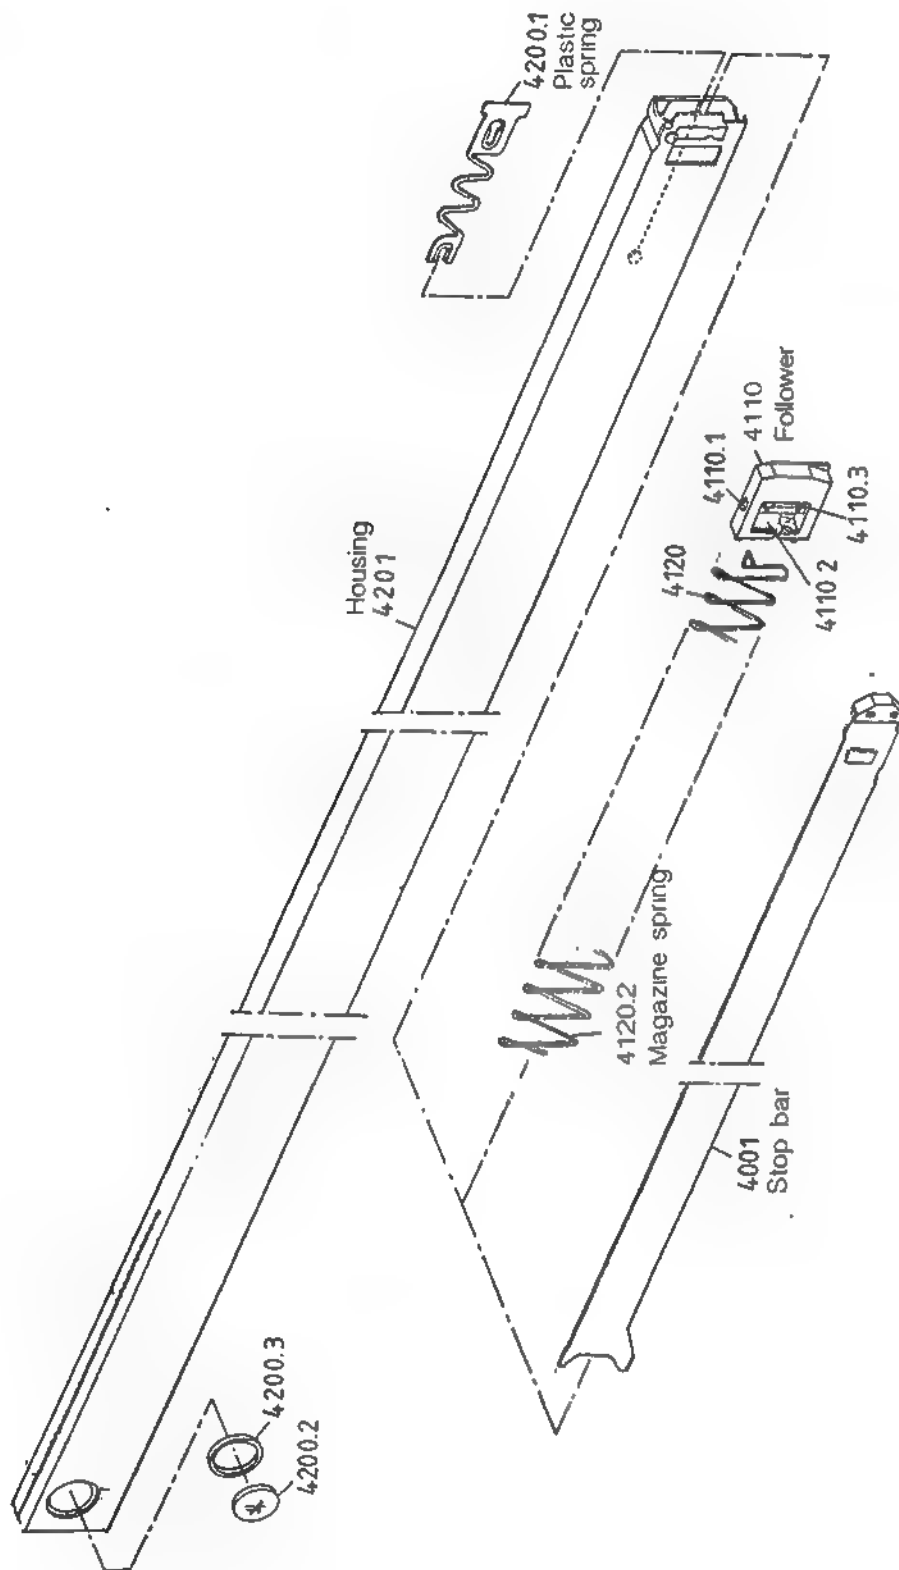 4200.1
Plastic
spring
Housing
4201
4110.1
4110
Follower
4110.3
4110 2
4120
4120.2
Magazine spring
4001
Stop bar
4200.3
4200.2